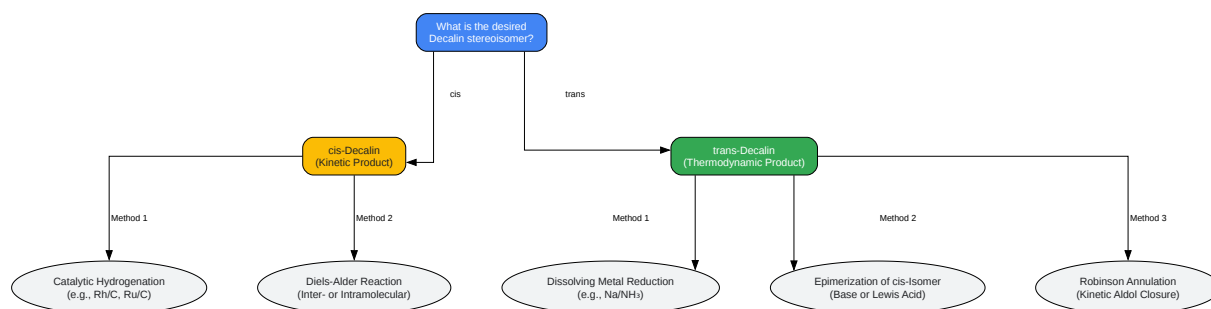 What is the desired
Decalin stereoisomer?
cis
trans
cis-Decalin
(Kinetic Product)
trans-Decalin
(Thermodynamic Product)
Method 1
Method 2
Method 1
Method 2
Method 3
Catalytic Hydrogenation
(e.g., Rh/C, Ru/C)
Diels-Alder Reaction
(Inter- or Intramolecular)
Dissolving Metal Reduction
(e.g., Na/NH₃)
Epimerization of cis-Isomer
(Base or Lewis Acid)
Robinson Annulation
(Kinetic Aldol Closure)